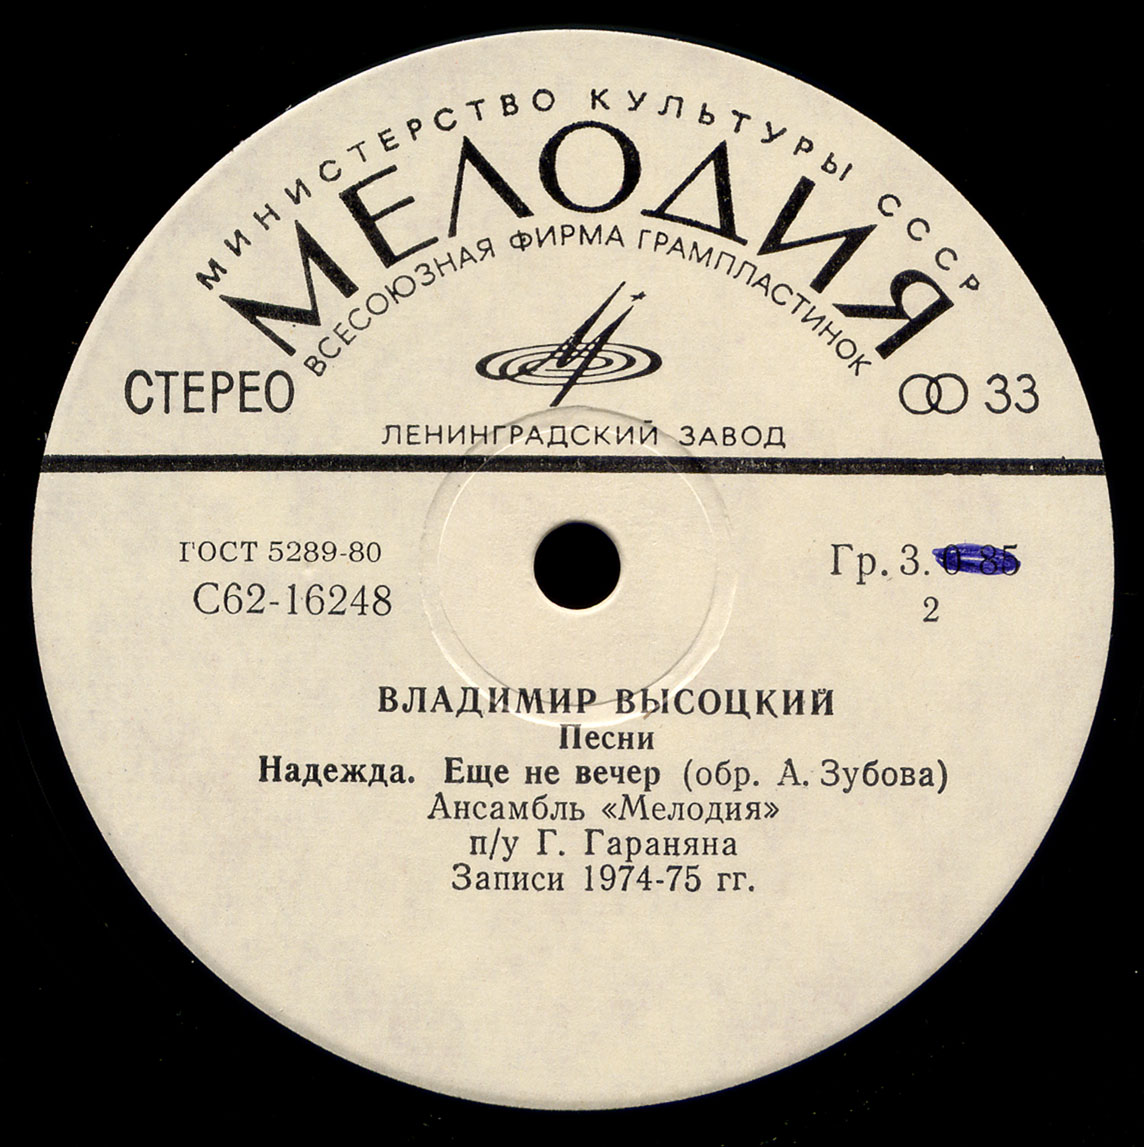 МИНИСТЕРСТВО КУЛЬТУРЫ СССР
МЕЛОДИЯ
ВСЕСОЮЗНАЯ ФИРМА ГРАМПЛАСТИНОК
СТЕРЕО
33
ЛЕНИНГРАДСКИЙ ЗАВОД
ГОСТ 5289-80
Гр. 3. 0-85
С62-16248
2
ВЛАДИМИР ВЫСОЦКИЙ
Песни
Надежда. Еще не вечер (обр. А. Зубова)
Ансамбль «Мелодия»
п/у Г. Гараняна
Записи 1974-75 гг.